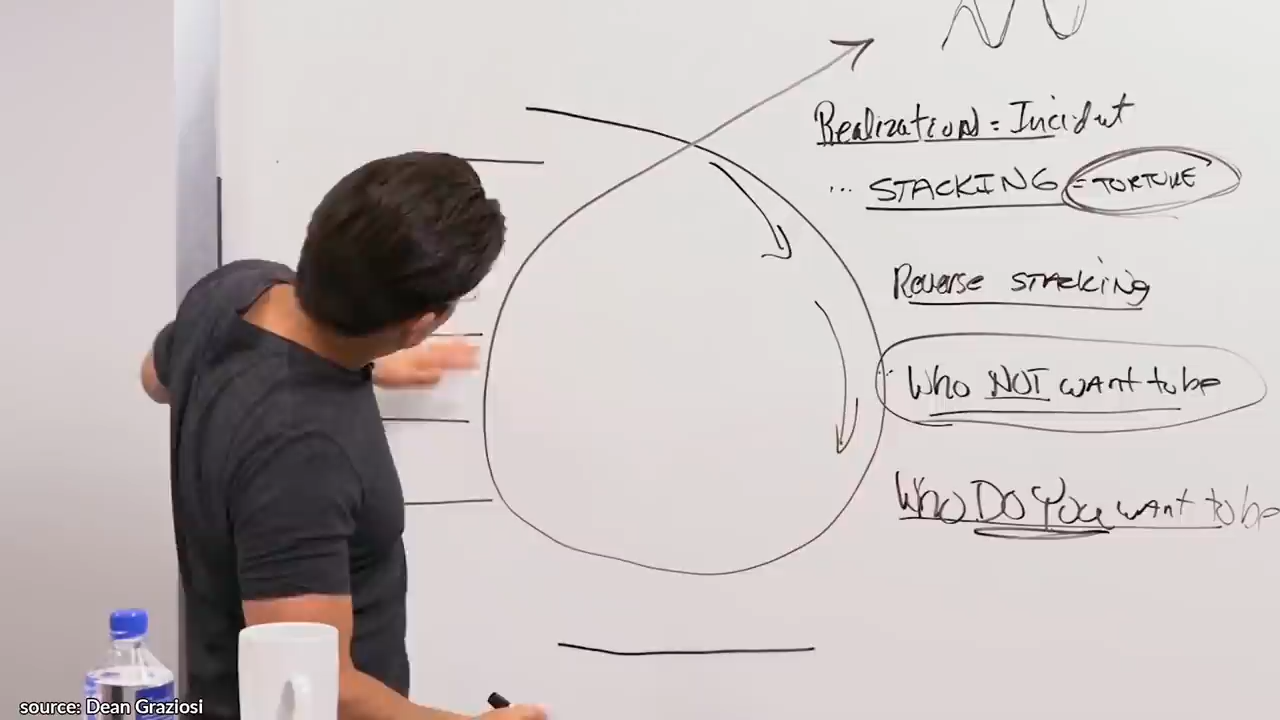 Realization = Incident
... STACKING = TORTURE
Reverse STACKING
Who NOT want to be
Who DO You want to be
source: Dean Graziosi